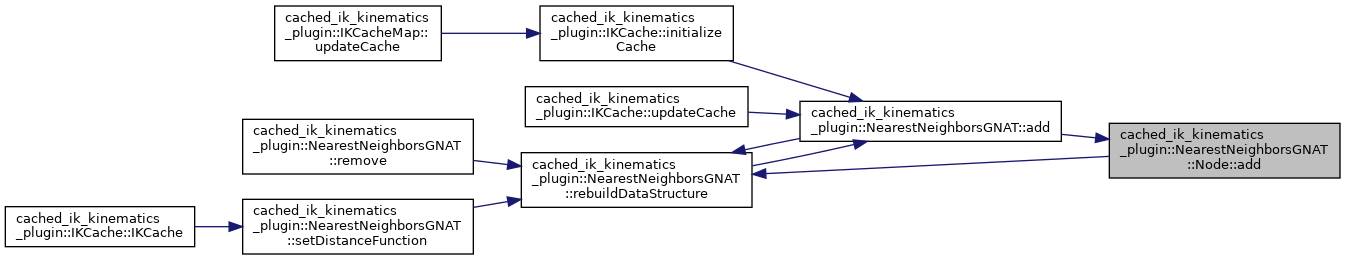 cached_ik_kinematics
_plugin::IKCacheMap::
updateCache
cached_ik_kinematics
_plugin::IKCache::initialize
Cache
cached_ik_kinematics
_plugin::IKCache::updateCache
cached_ik_kinematics
_plugin::NearestNeighborsGNAT::add
cached_ik_kinematics
_plugin::NearestNeighborsGNAT
::Node::add
cached_ik_kinematics
_plugin::NearestNeighborsGNAT
::remove
cached_ik_kinematics
_plugin::NearestNeighborsGNAT
::rebuildDataStructure
cached_ik_kinematics
_plugin::IKCache::IKCache
cached_ik_kinematics
_plugin::NearestNeighborsGNAT
::setDistanceFunction